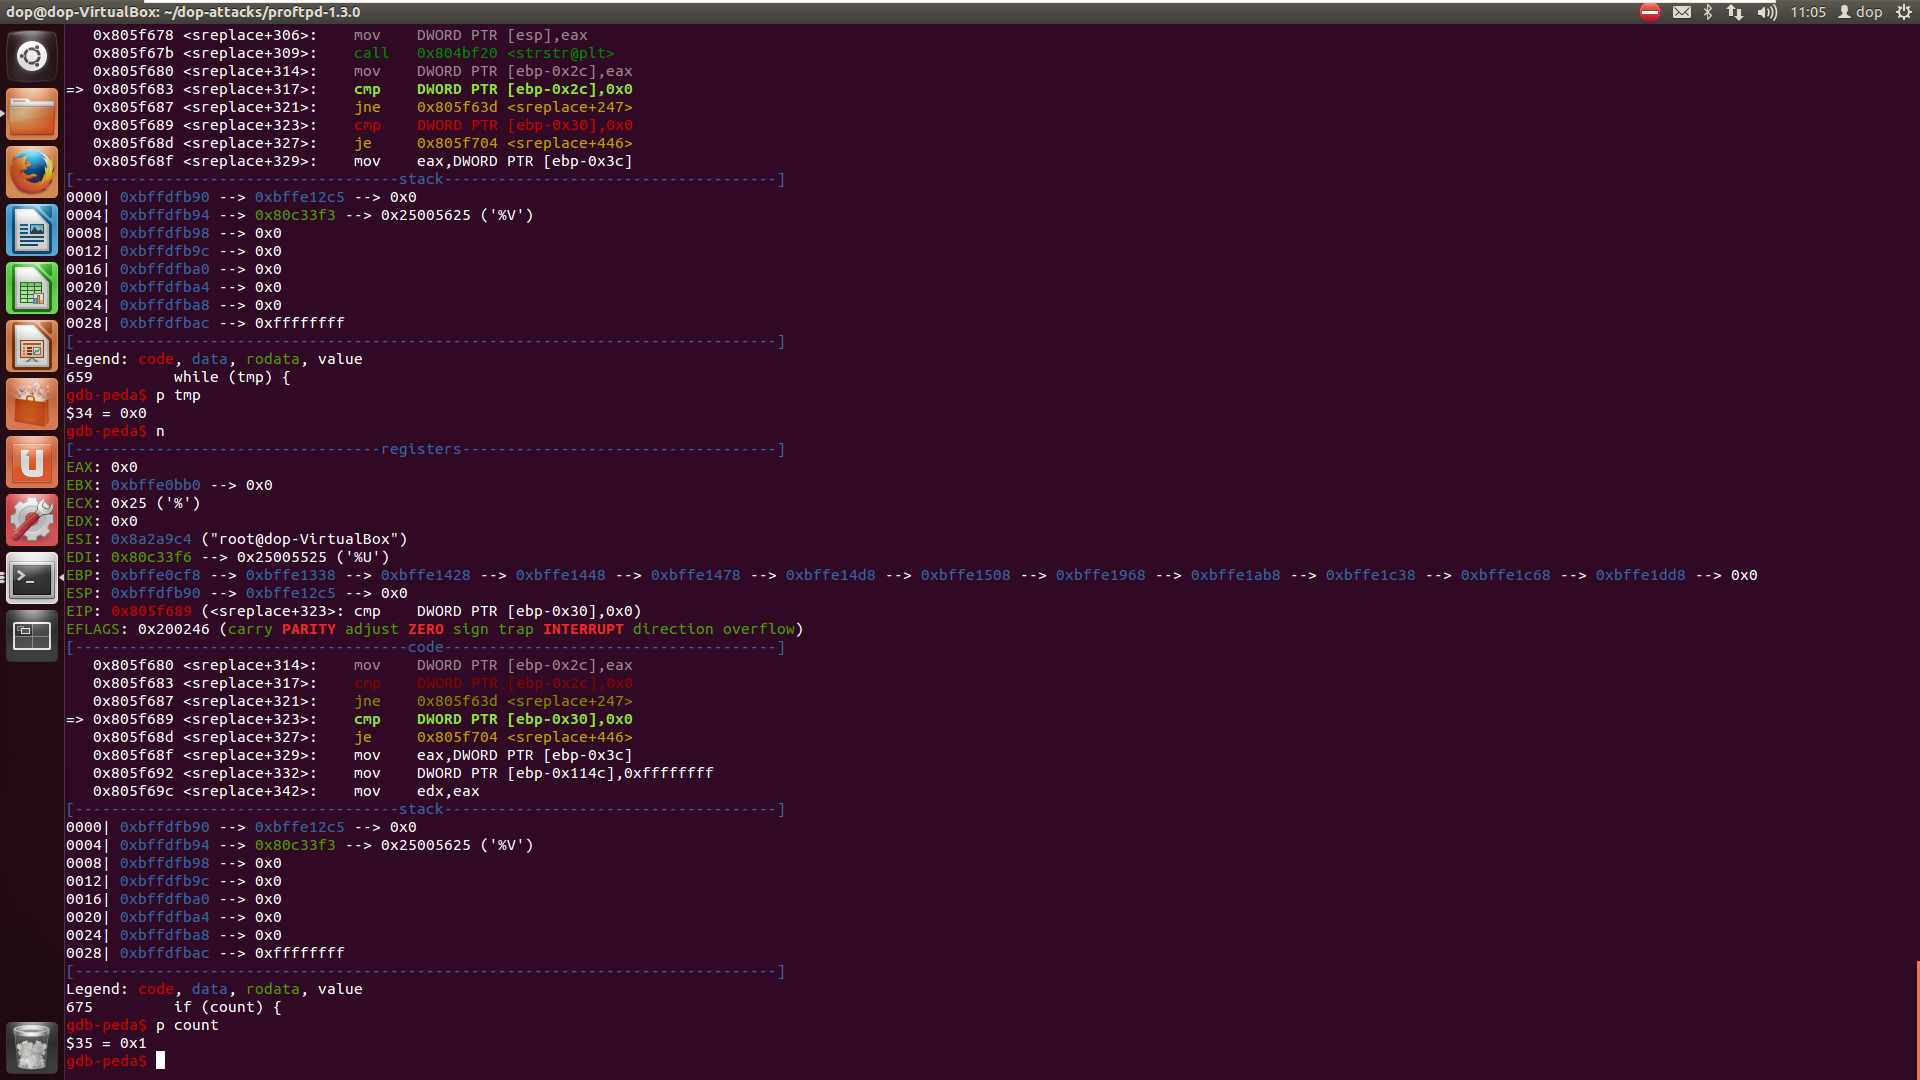 dop@dop-VirtualBox: ~/dop-attacks/proftpd-1.3.0 11:05 dop
   0x805f678 <sreplace+306>:    mov    DWORD PTR [esp],eax
   0x805f67b <sreplace+309>:    call   0x804bf20 <strstr@plt>
   0x805f680 <sreplace+314>:    mov    DWORD PTR [ebp-0x2c],eax
=> 0x805f683 <sreplace+317>:    cmp    DWORD PTR [ebp-0x2c],0x0
   0x805f687 <sreplace+321>:    jne    0x805f63d <sreplace+247>
   0x805f689 <sreplace+323>:    cmp    DWORD PTR [ebp-0x30],0x0
   0x805f68d <sreplace+327>:    je     0x805f704 <sreplace+446>
   0x805f68f <sreplace+329>:    mov    eax,DWORD PTR [ebp-0x3c]
[------------------------------------stack-----------------------------------]
0000| 0xbffdfb90 --> 0xbffe12c5 --> 0x0
0004| 0xbffdfb94 --> 0x80c33f3 --> 0x25005625 ('%V')
0008| 0xbffdfb98 --> 0x0
0012| 0xbffdfb9c --> 0x0
0016| 0xbffdfba0 --> 0x0
0020| 0xbffdfba4 --> 0x0
0024| 0xbffdfba8 --> 0x0
0028| 0xbffdfbac --> 0xffffffff
[------------------------------------------------------------------------------]
Legend: code, data, rodata, value
659         while (tmp) {
gdb-peda$ p tmp
$34 = 0x0
gdb-peda$ n
[----------------------------------registers-----------------------------------]
EAX: 0x0
EBX: 0xbffe0bb0 --> 0x0
ECX: 0x25 ('%')
EDX: 0x0
ESI: 0x8a2a9c4 ("root@dop-VirtualBox")
EDI: 0x80c33f6 --> 0x25005525 ('%U')
EBP: 0xbffe0cf8 --> 0xbffe1338 --> 0xbffe1428 --> 0xbffe1448 --> 0xbffe1478 --> 0xbffe14d8 --> 0xbffe1508 --> 0xbffe1968 --> 0xbffe1ab8 --> 0xbffe1c38 --> 0xbffe1c68 --> 0xbffe1dd8 --> 0x0
ESP: 0xbffdfb90 --> 0xbffe12c5 --> 0x0
EIP: 0x805f689 (<sreplace+323>: cmp    DWORD PTR [ebp-0x30],0x0)
EFLAGS: 0x200246 (carry PARITY adjust ZERO sign trap INTERRUPT direction overflow)
[-------------------------------------code-------------------------------------]
   0x805f680 <sreplace+314>:    mov    DWORD PTR [ebp-0x2c],eax
   0x805f683 <sreplace+317>:    cmp    DWORD PTR [ebp-0x2c],0x0
   0x805f687 <sreplace+321>:    jne    0x805f63d <sreplace+247>
=> 0x805f689 <sreplace+323>:    cmp    DWORD PTR [ebp-0x30],0x0
   0x805f68d <sreplace+327>:    je     0x805f704 <sreplace+446>
   0x805f68f <sreplace+329>:    mov    eax,DWORD PTR [ebp-0x3c]
   0x805f692 <sreplace+332>:    mov    DWORD PTR [ebp-0x114c],0xffffffff
   0x805f69c <sreplace+342>:    mov    edx,eax
[------------------------------------stack-----------------------------------]
0000| 0xbffdfb90 --> 0xbffe12c5 --> 0x0
0004| 0xbffdfb94 --> 0x80c33f3 --> 0x25005625 ('%V')
0008| 0xbffdfb98 --> 0x0
0012| 0xbffdfb9c --> 0x0
0016| 0xbffdfba0 --> 0x0
0020| 0xbffdfba4 --> 0x0
0024| 0xbffdfba8 --> 0x0
0028| 0xbffdfbac --> 0xffffffff
[------------------------------------------------------------------------------]
Legend: code, data, rodata, value
675         if (count) {
gdb-peda$ p count
$35 = 0x1
gdb-peda$